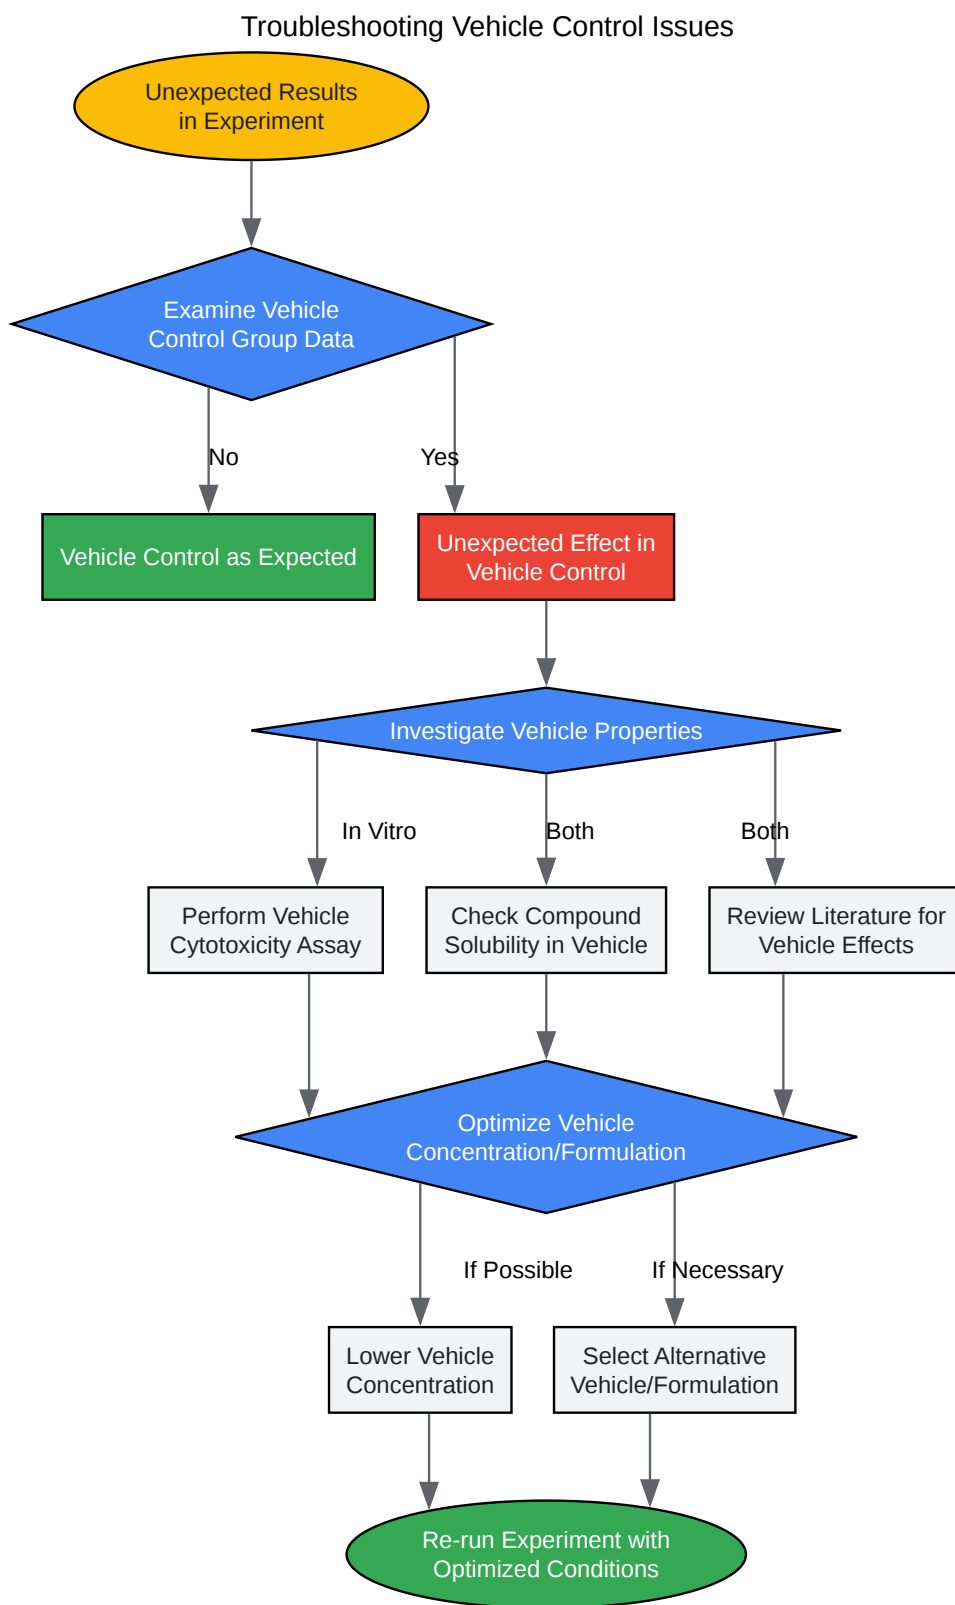 Troubleshooting Vehicle Control Issues
Unexpected Results
in Experiment
Examine Vehicle
Control Group Data
No
Yes
Vehicle Control as Expected
Unexpected Effect in
Vehicle Control
Investigate Vehicle Properties
In Vitro
Both
Both
Perform Vehicle
Cytotoxicity Assay
Check Compound
Solubility in Vehicle
Review Literature for
Vehicle Effects
Optimize Vehicle
Concentration/Formulation
If Possible
If Necessary
Lower Vehicle
Concentration
Select Alternative
Vehicle/Formulation
Re-run Experiment with
Optimized Conditions